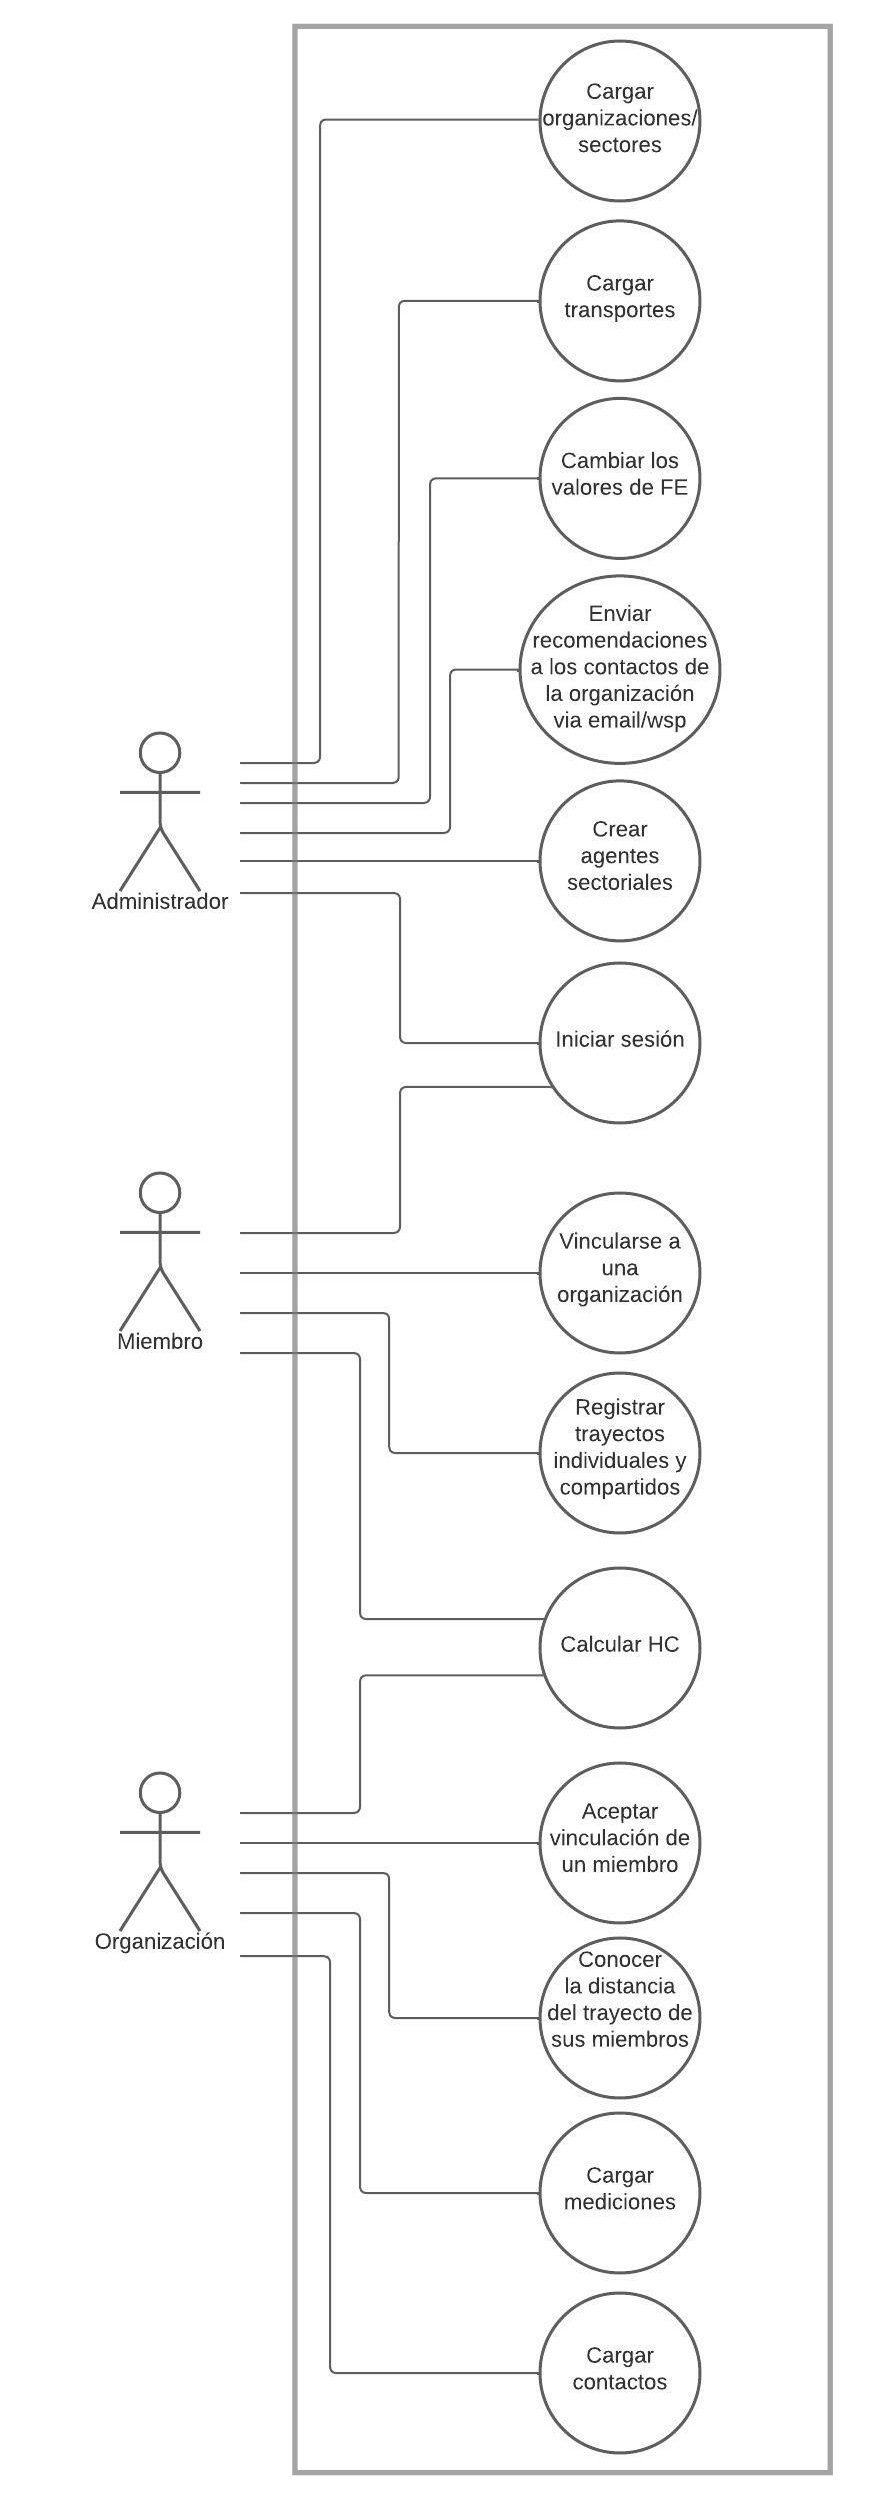 Cargar
organizaciones/
sectores
Cargar
transportes
Cambiar los
valores de FE
Enviar
recomendaciones
a los contactos de
la organización
via email/wsp
Crear
agentes
sectoriales
Administrador
Iniciar sesión
Vincularse a
una
organización
Miembro
Registrar
trayectos
individuales y
compartidos
Calcular HC
Aceptar
vinculación de
un miembro
Organización
Conocer
la distancia
del trayecto de
sus miembros
Cargar
mediciones
Cargar
contactos